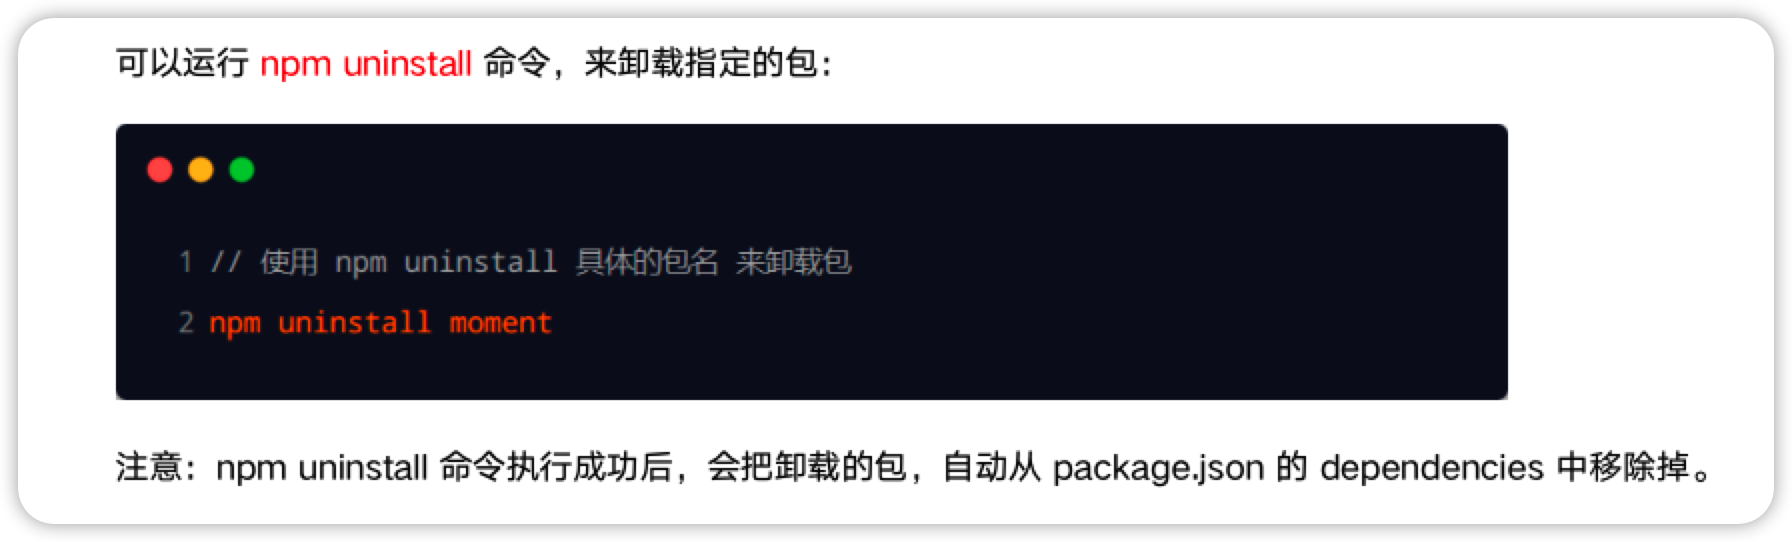 可以运行 npm uninstall 命令，来卸载指定的包：
1 // 使用 npm uninstall 具体的包名 来卸载包
2 npm uninstall moment
注意：npm uninstall 命令执行成功后，会把卸载的包，自动从 package.json 的 dependencies 中移除掉。